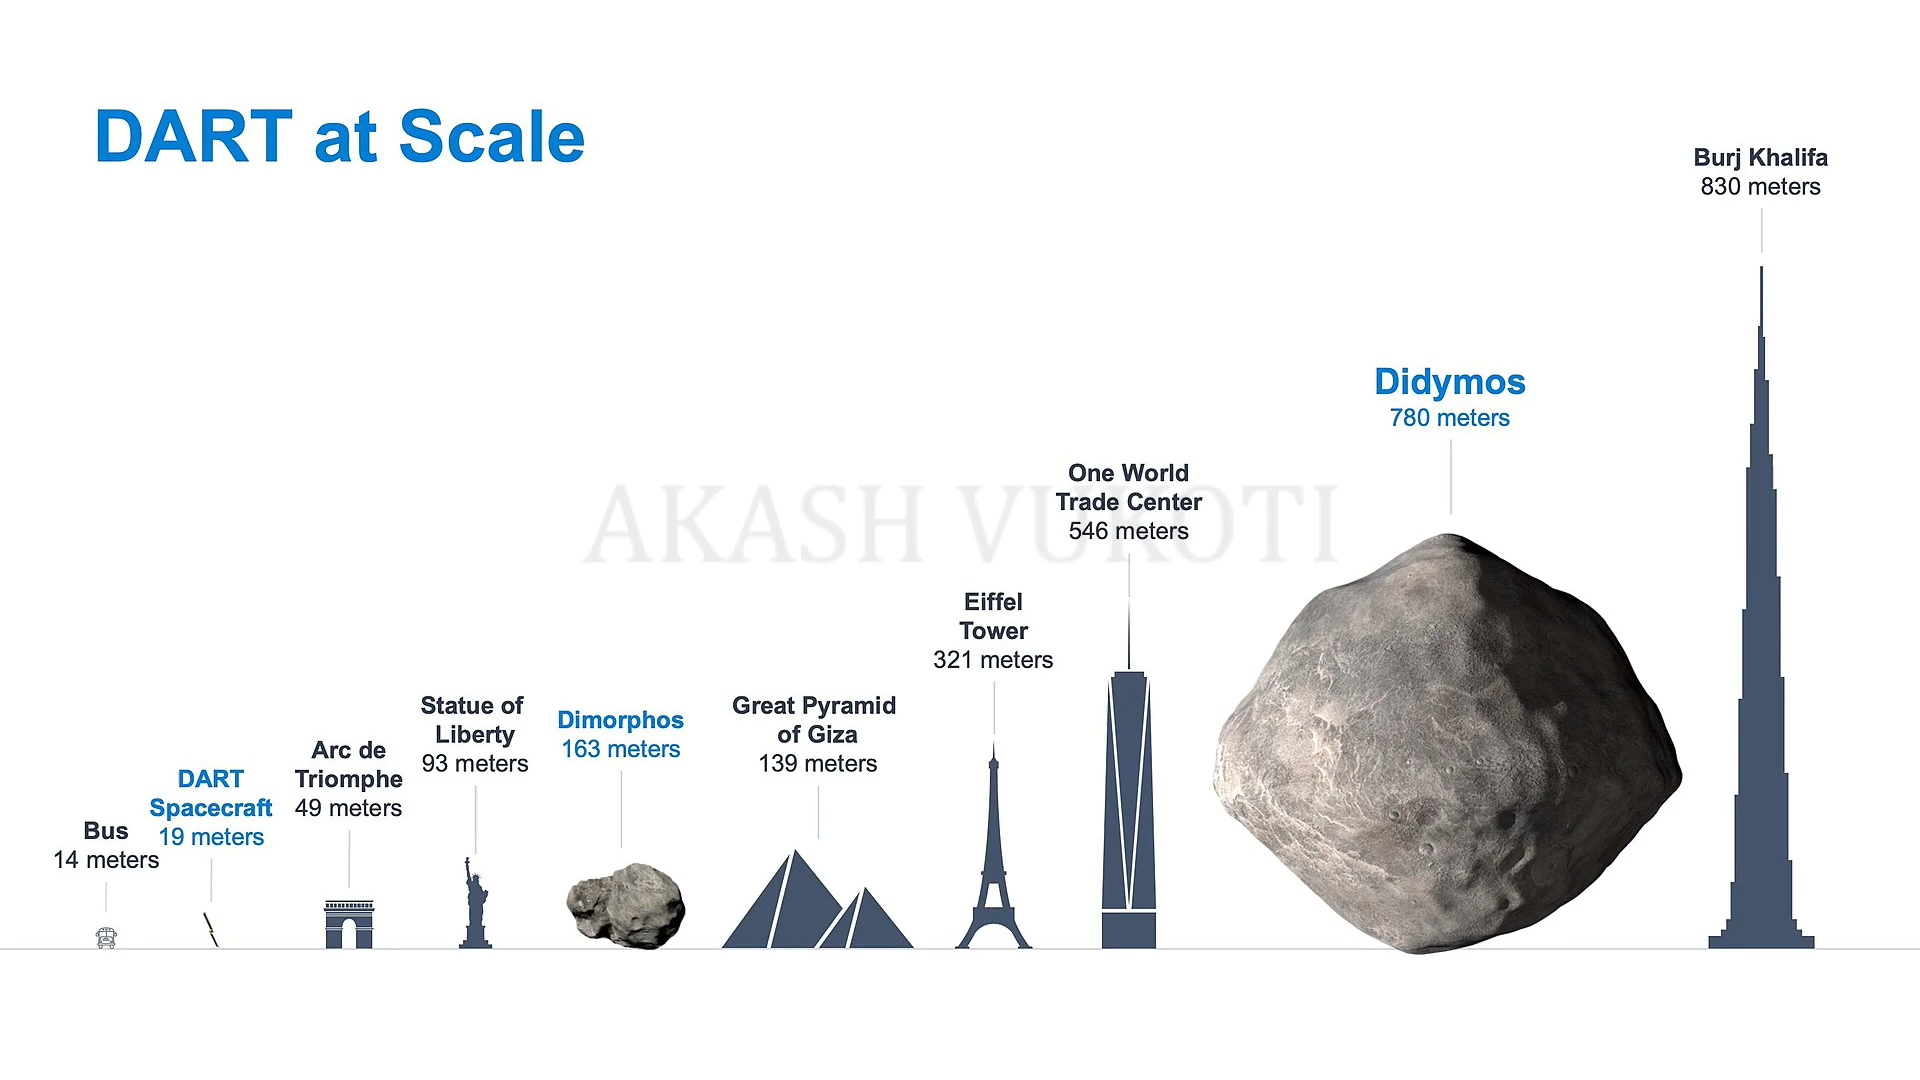 DART at Scale
Bus
14 meters
DART
Spacecraft
19 meters
Arc de
Triomphe
49 meters
Statue of
Liberty
93 meters
Dimorphos
163 meters
Great Pyramid
of Giza
139 meters
Eiffel
Tower
321 meters
One World
Trade Center
546 meters
Didymos
780 meters
Burj Khalifa
830 meters
AKASH VUKOTI